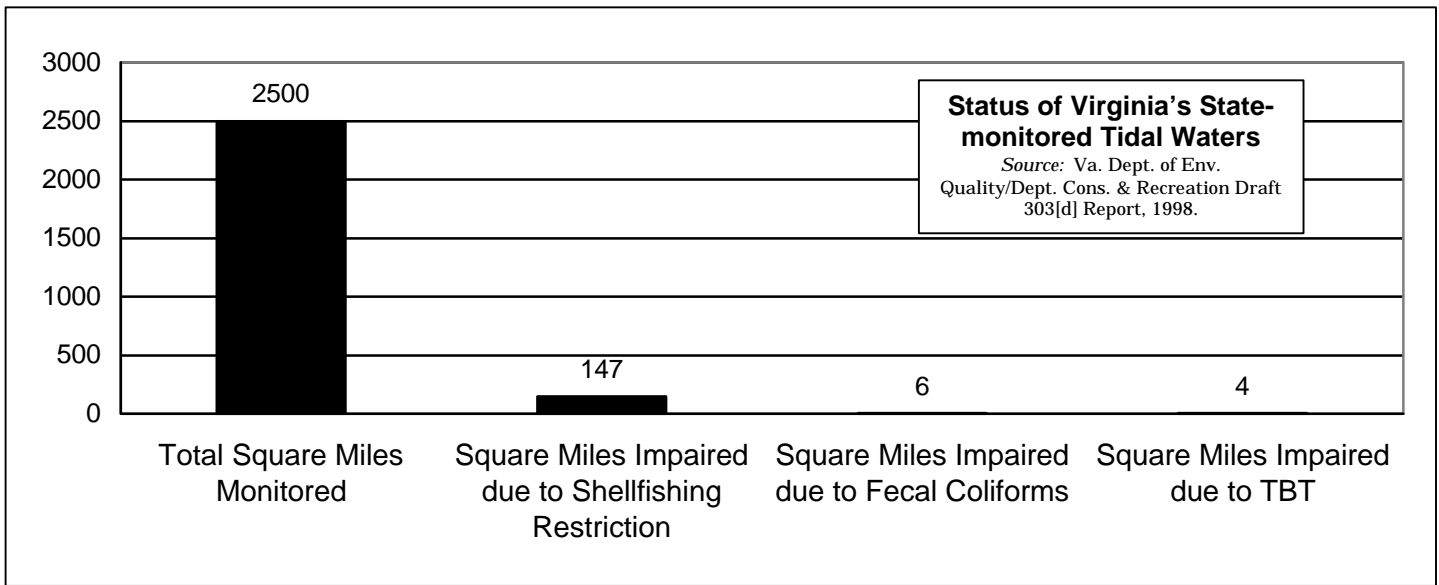 3000
2500
2000
1500
1000
500
0
2500
147
6
4
Status of Virginia's State-
monitored Tidal Waters
Source: Va. Dept. of Env.
Quality/Dept. Cons. & Recreation Draft
303[d] Report, 1998.
Total Square Miles
Monitored
Square Miles Impaired
due to Shellfishing
Restriction
Square Miles Impaired
due to Fecal Coliforms
Square Miles Impaired
due to TBT